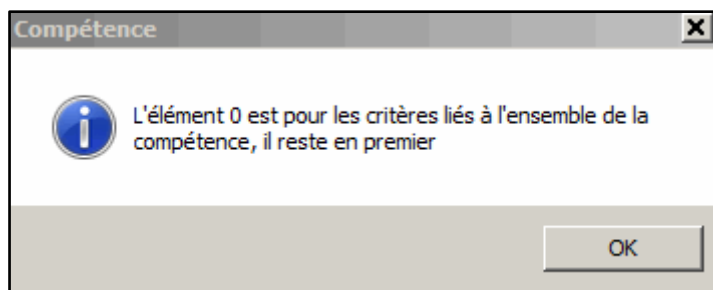 Compétence
L'élément 0 est pour les critères liés à l'ensemble de la
compétence, il reste en premier
OK